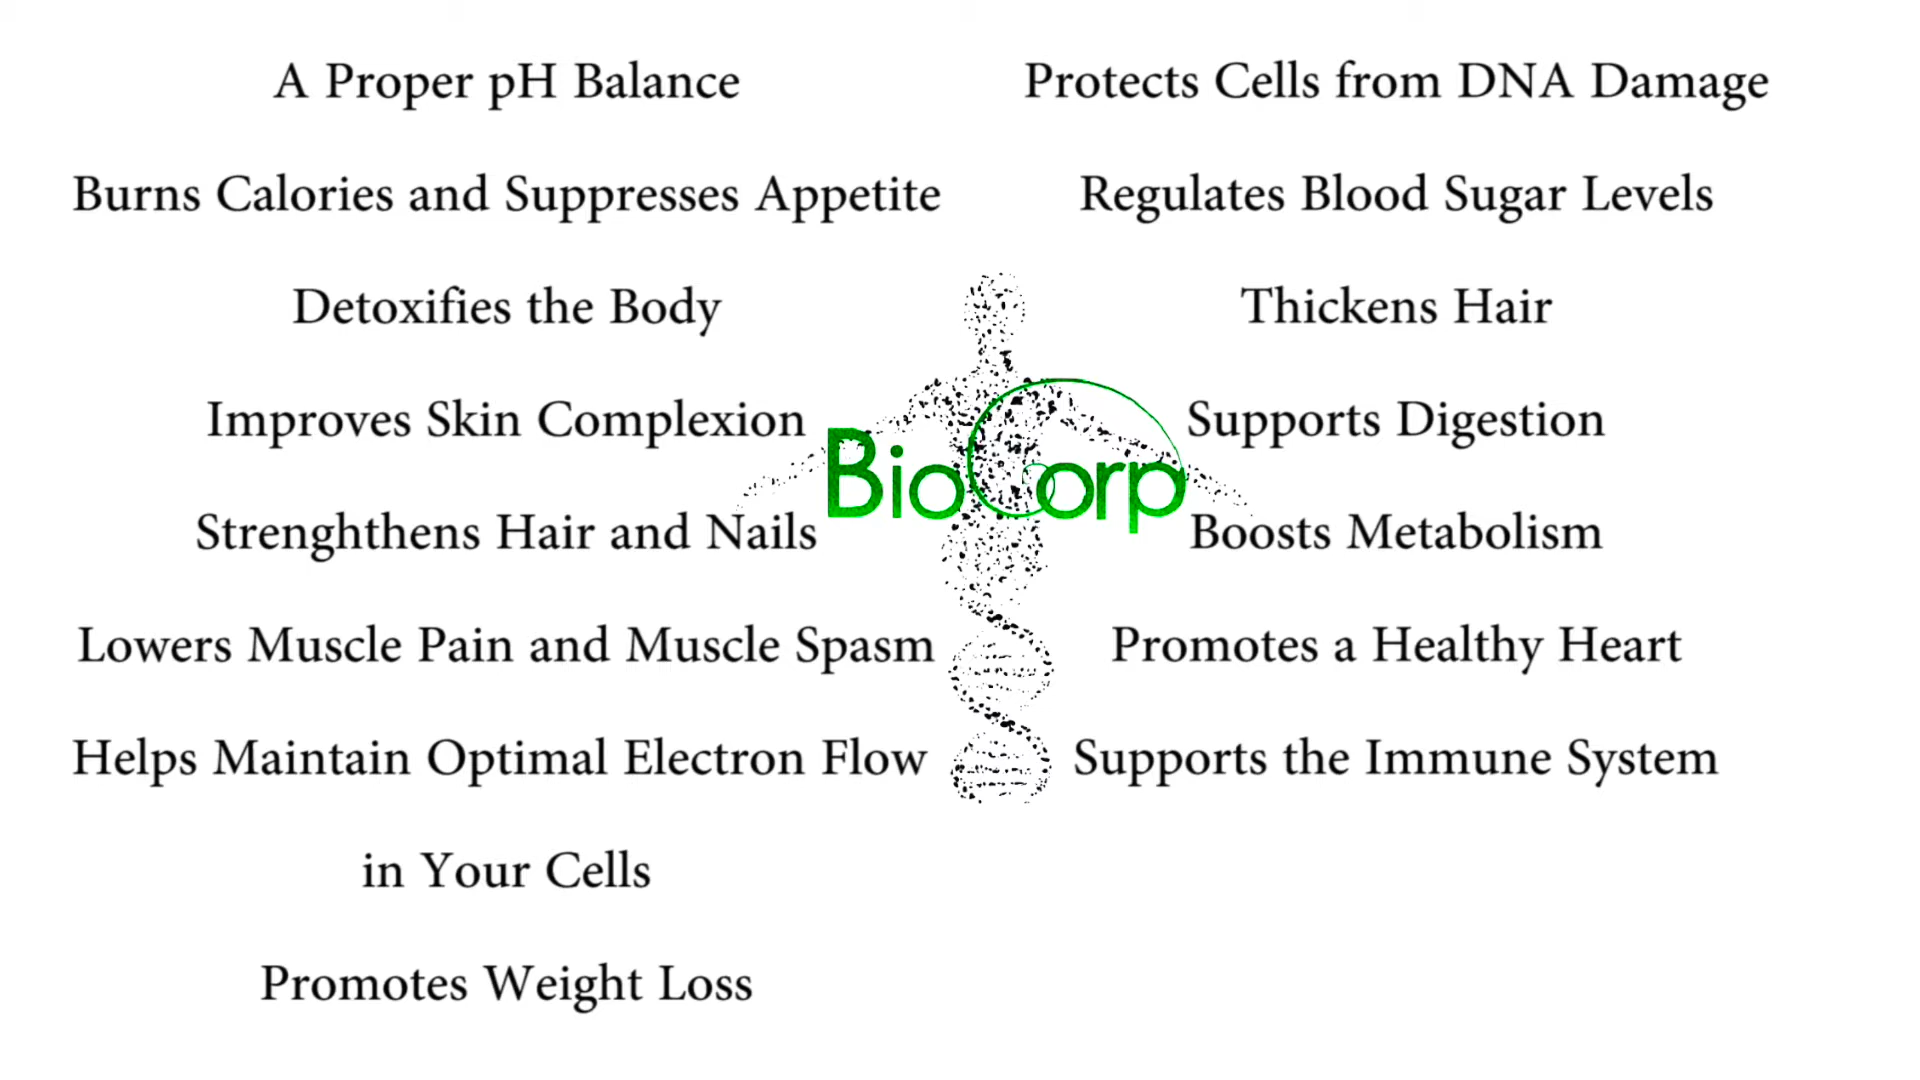 A Proper pH Balance
Burns Calories and Suppresses Appetite
Detoxifies the Body
Improves Skin Complexion
Strenghthens Hair and Nails
Lowers Muscle Pain and Muscle Spasm
Helps Maintain Optimal Electron Flow
in Your Cells
Promotes Weight Loss
Protects Cells from DNA Damage
Regulates Blood Sugar Levels
Thickens Hair
Supports Digestion
Boosts Metabolism
Promotes a Healthy Heart
Supports the Immune System
BioCorp